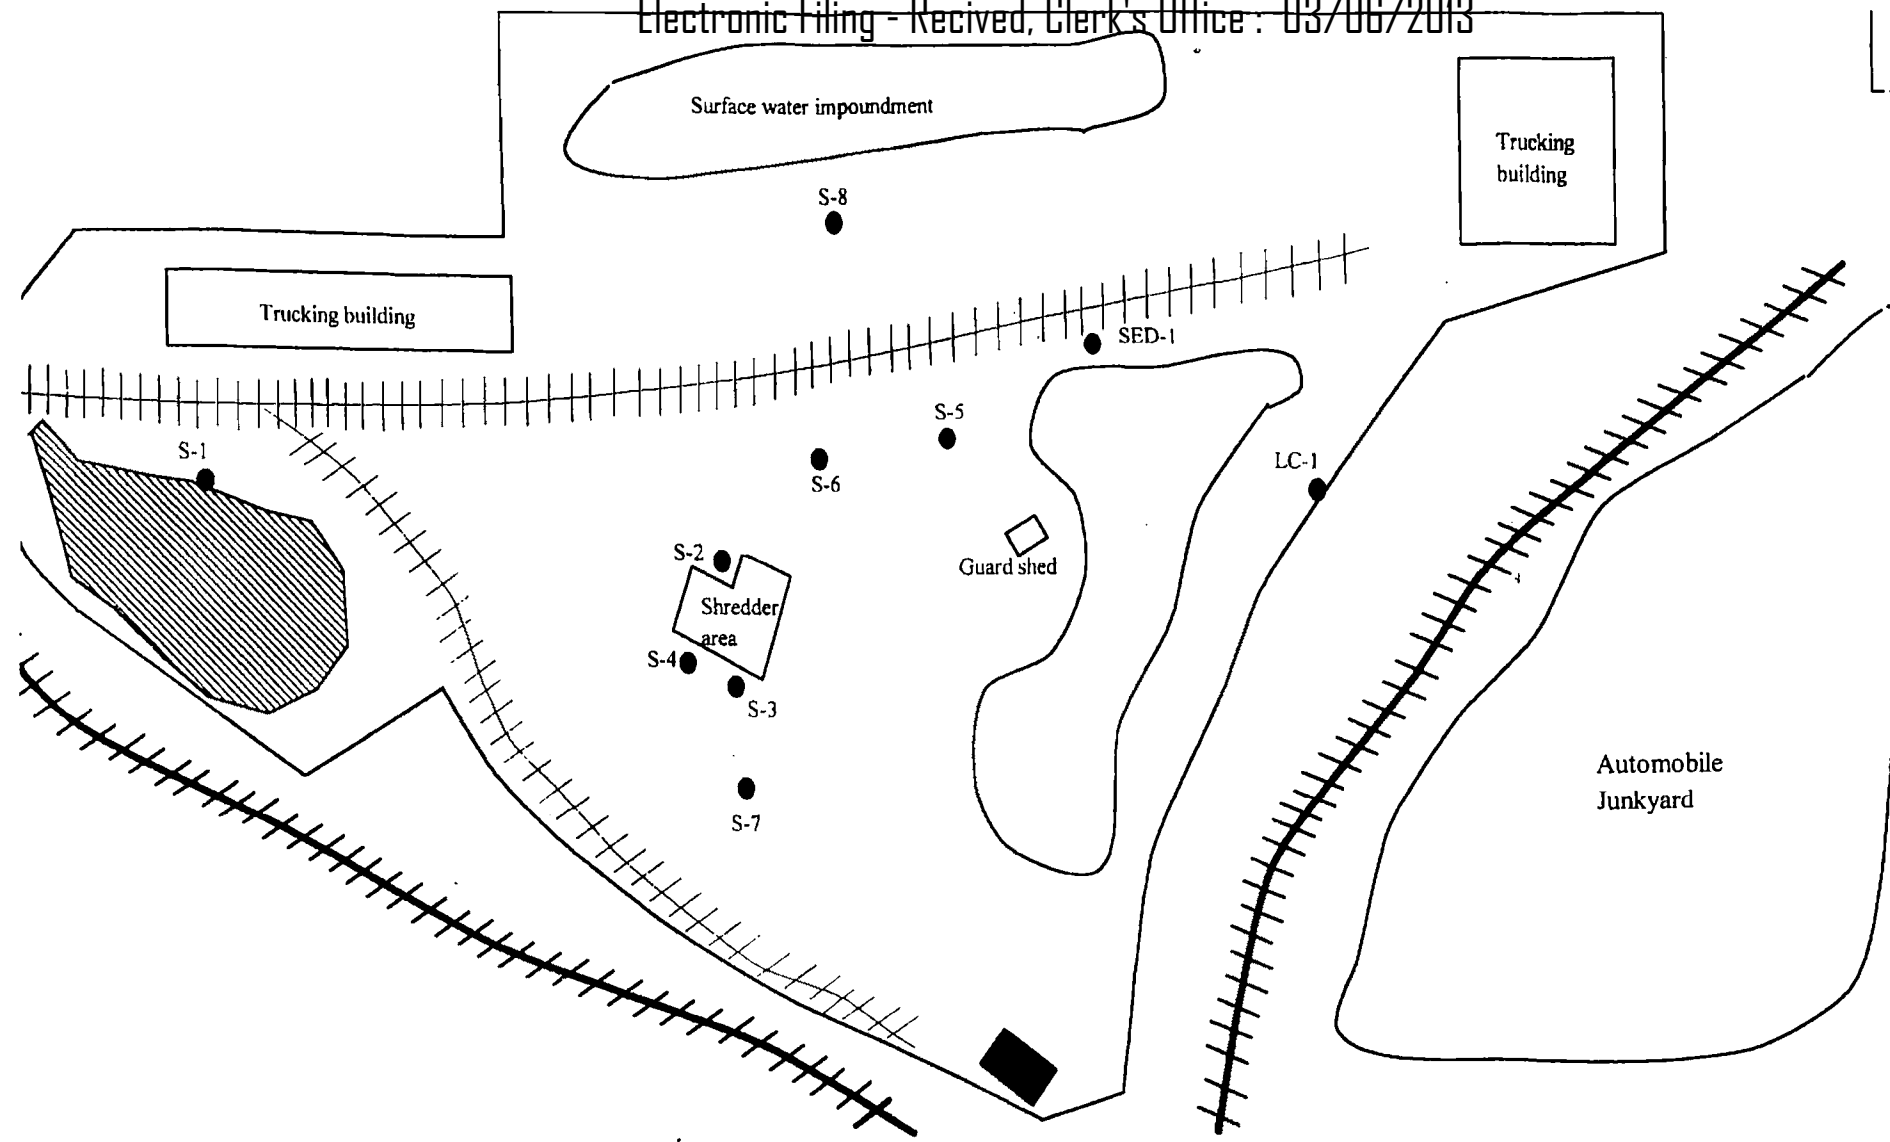 Electronic Filing - Recived, Clerk's Office : 03/06/2013
Surface water impoundment
Trucking
building
S-8
Trucking building
SED-1
S-5
S-1
LC-1
S-6
S-2
Guard shed
Shredder
area
S-4
S-3
Automobile
Junkyard
S-7